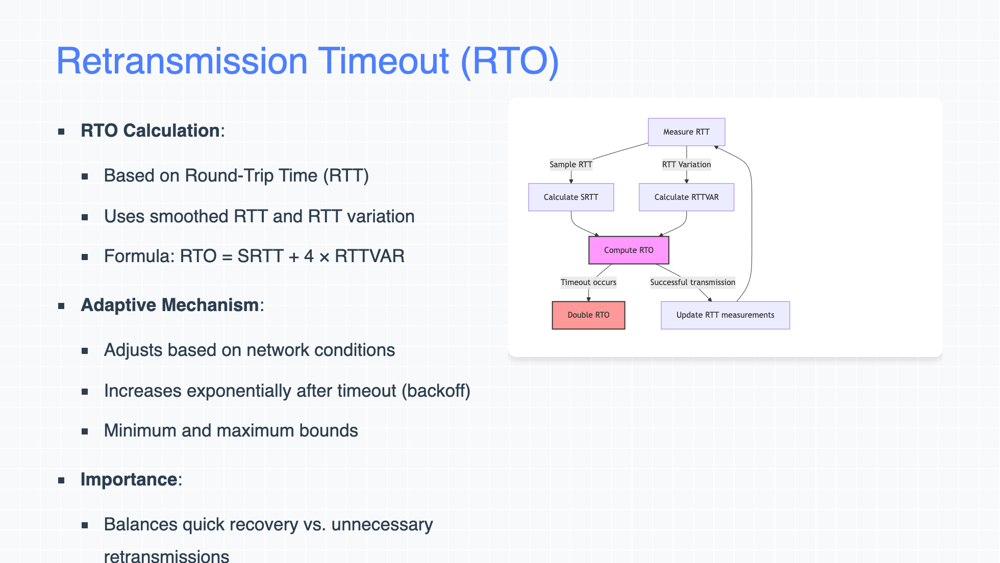 Retransmission Timeout (RTO)
RTO Calculation:
Based on Round-Trip Time (RTT)
Uses smoothed RTT and RTT variation
Formula: RTO = SRTT + 4 × RTTVAR
Adaptive Mechanism:
Adjusts based on network conditions
Increases exponentially after timeout (backoff)
Minimum and maximum bounds
Importance:
Balances quick recovery vs. unnecessary
retransmissions
Measure RTT
Sample RTT
RTT Variation
Calculate SRTT
Calculate RTTVAR
Compute RTO
Timeout occurs
Successful transmission
Double RTO
Update RTT measurements